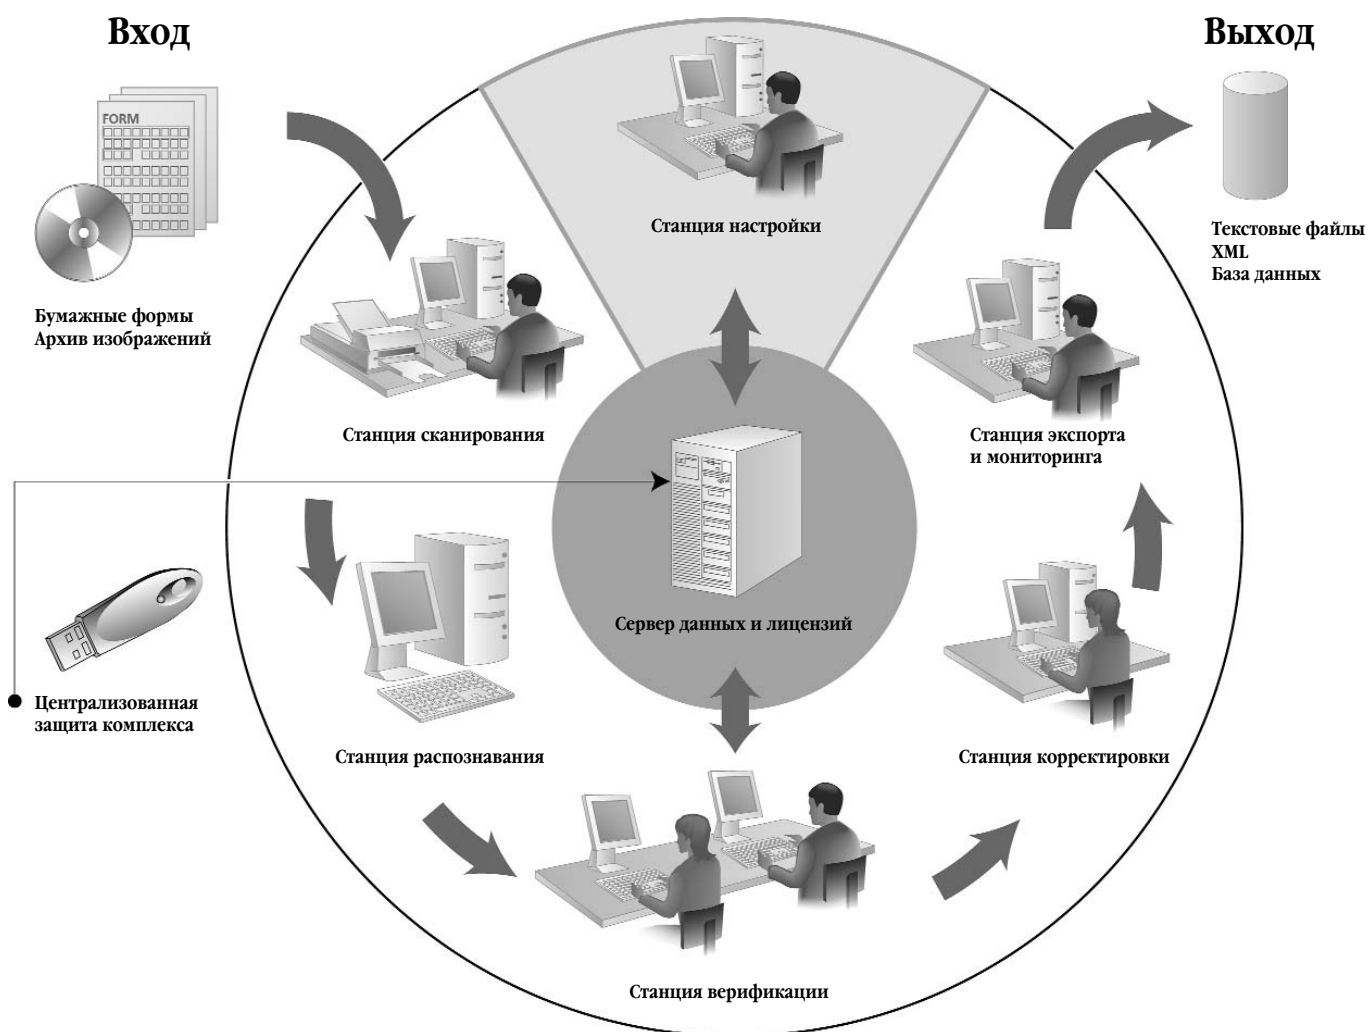 Вход
Выход
FORM
Станция настройки
Текстовые файлы
XML
База данных
Бумажные формы
Архив изображений
Станция сканирования
Станция экспорта
и мониторинга
Сервер данных и лицензий
Централизованная
защита комплекса
Станция распознавания
Станция корректировки
Станция верификации